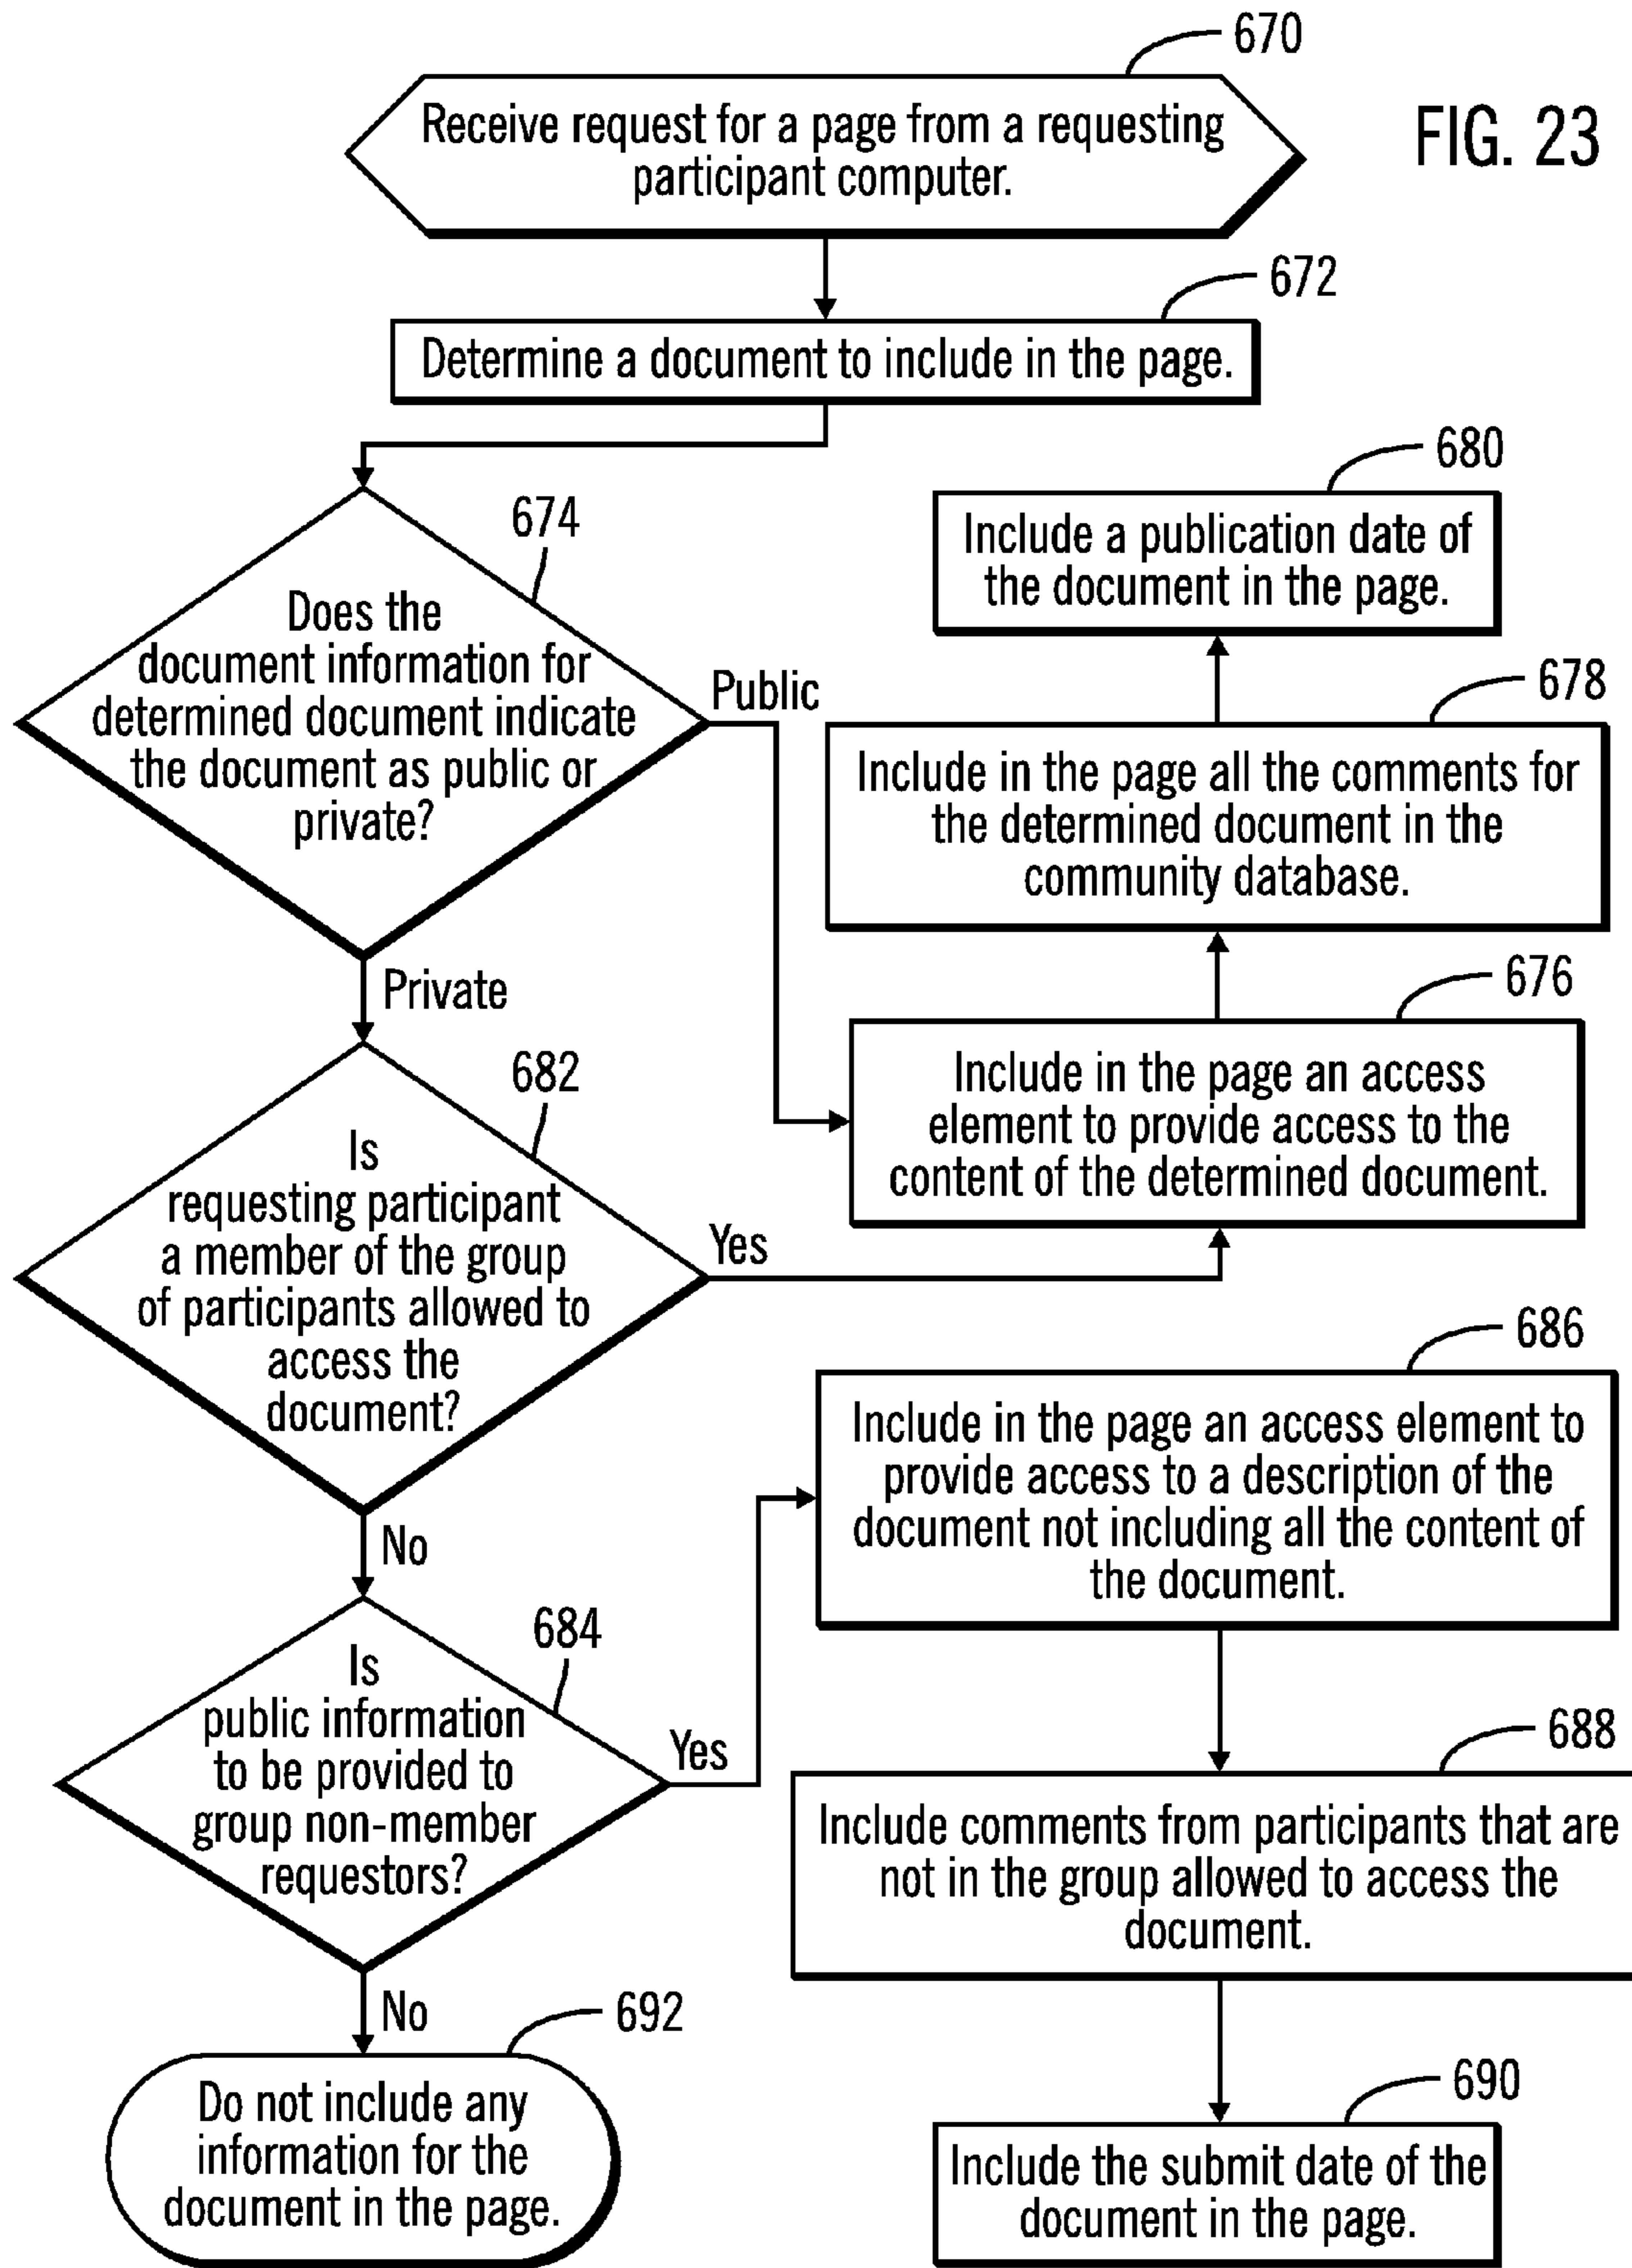 670
FIG. 23
Receive request for a page from a requesting
participant computer.
672
Determine a document to include in the page.
680
Include a publication date of
the document in the page.
674
Does the
document information for
determined document indicate
the document as public or
private?
Public
678
Include in the page all the comments for
the determined document in the
community database.
Private
676
Include in the page an access
element to provide access to the
content of the determined document.
682
Is
requesting participant
a member of the group
of participants allowed to
access the
document?
Yes
686
Include in the page an access element to
provide access to a description of the
document not including all the content of
the document.
No
684
Is
public information
to be provided to
group non-member
requestors?
Yes
688
Include comments from participants that are
not in the group allowed to access the
document.
No
692
Do not include any
information for the
document in the page.
690
Include the submit date of the
document in the page.